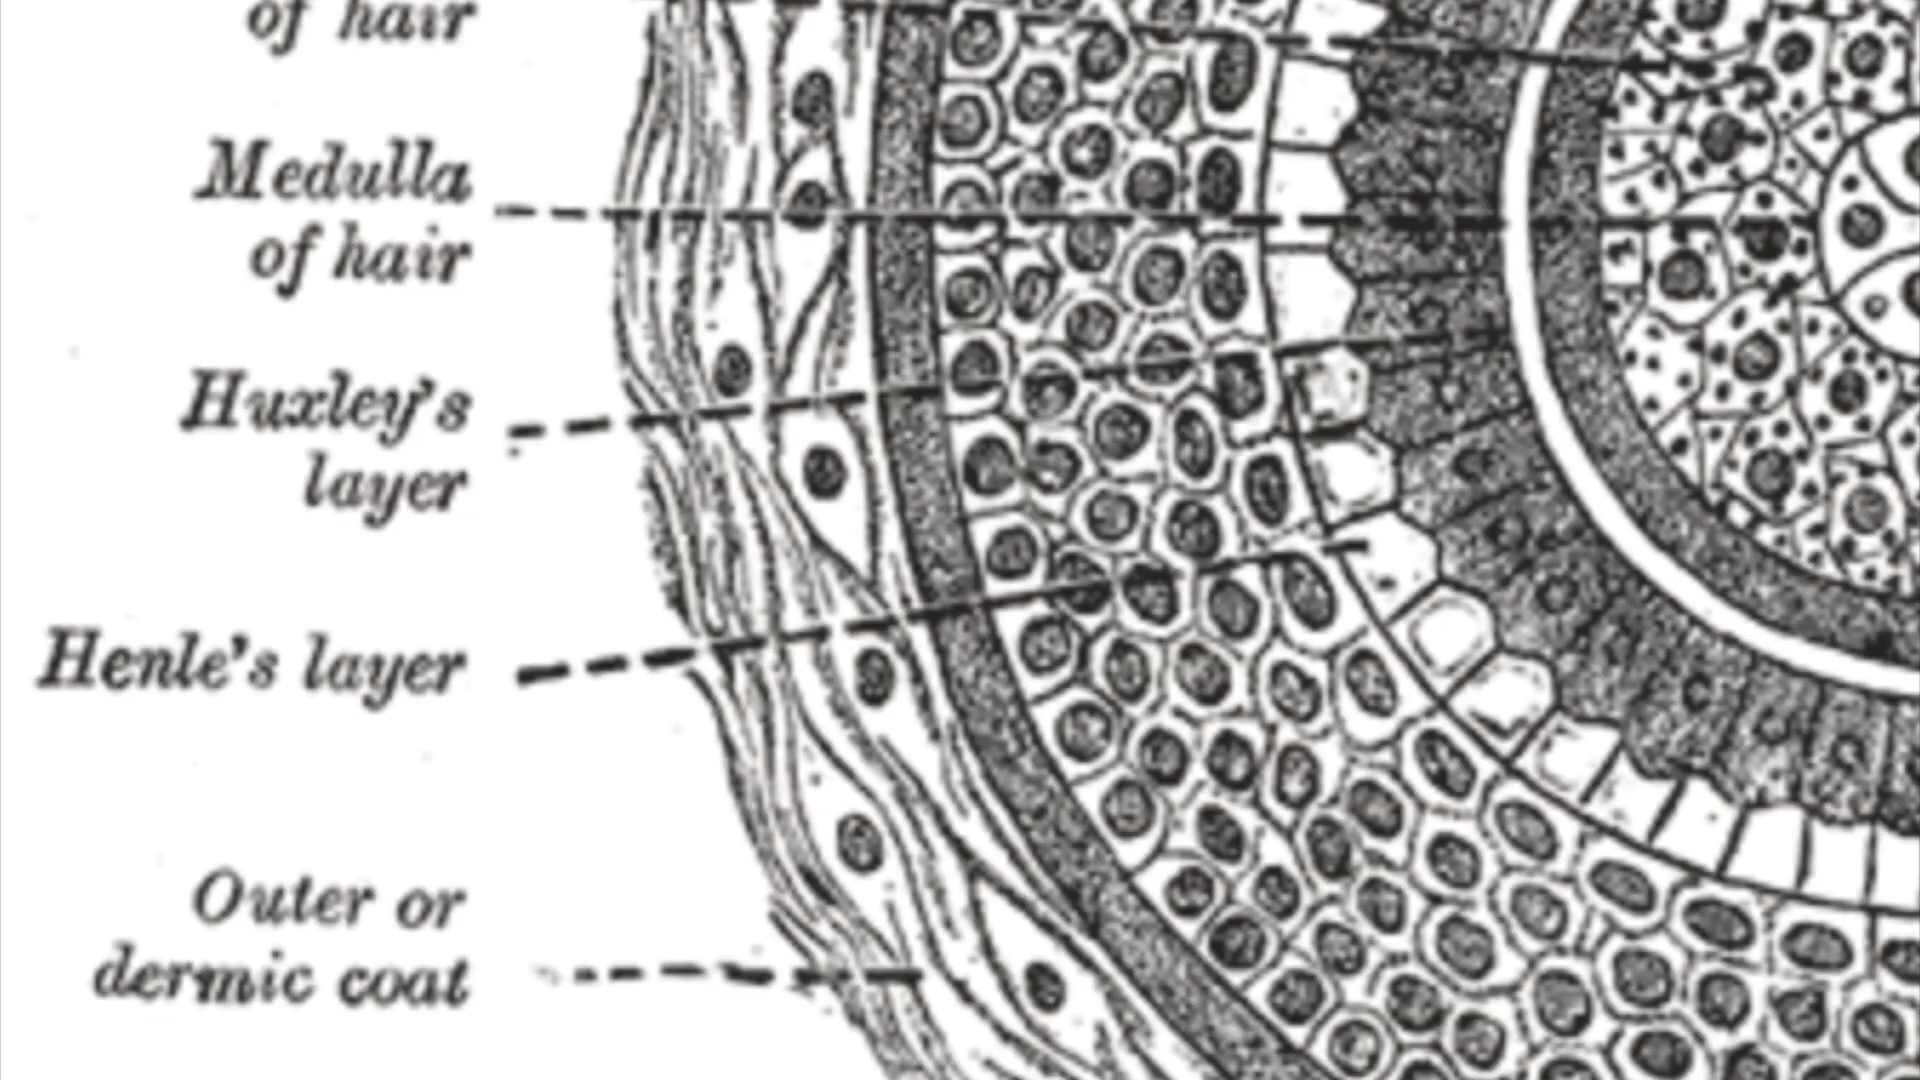 of hair
Medulla
of hair
Huxley's
layer
Henle's layer
Outer or
dermic coat